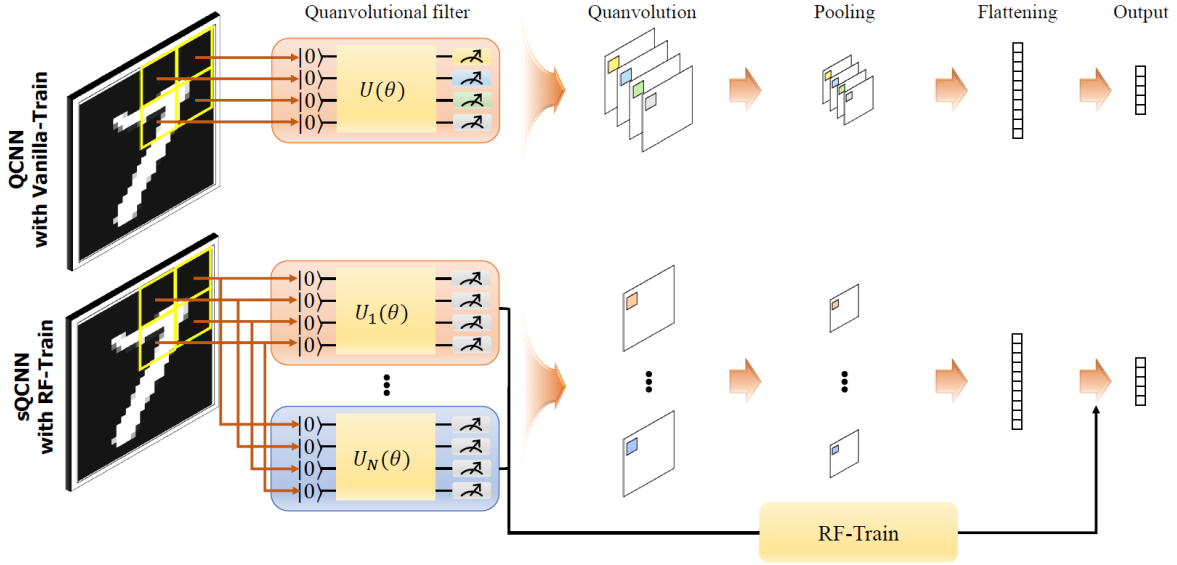 Quanvolutional filter
Quanvolution
Pooling
Flattening
Output
QCNN
with Vanilla-Train
|0⟩
|0⟩
|0⟩
|0⟩
U(θ)
sQCNN
with RF-Train
|0⟩
|0⟩
|0⟩
|0⟩
U₁(θ)
|0⟩
|0⟩
|0⟩
|0⟩
U_N(θ)
RF-Train